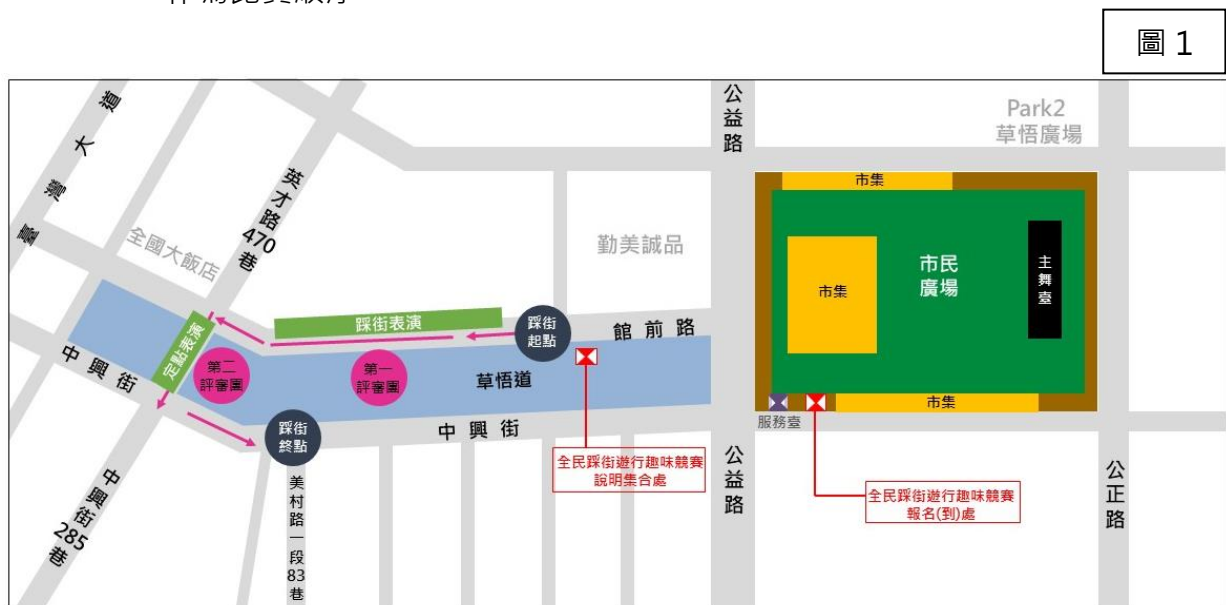 圖 1
公益路
Park2
草悟廣場
臺灣大道
英才路470巷
全國大飯店
勤美誠品
市集
市集
市民
廣場
主舞臺
踩街表演
踩街
起點
館前路
定點表演
第二
評審團
第一
評審團
草悟道
中興街
踩街
終點
中興街
市集
服務臺
全民踩街遊行趣味競賽
說明集合處
公益路
全民踩街遊行趣味競賽
報名(到)處
公正路
中興街285巷
美村路一段83巷